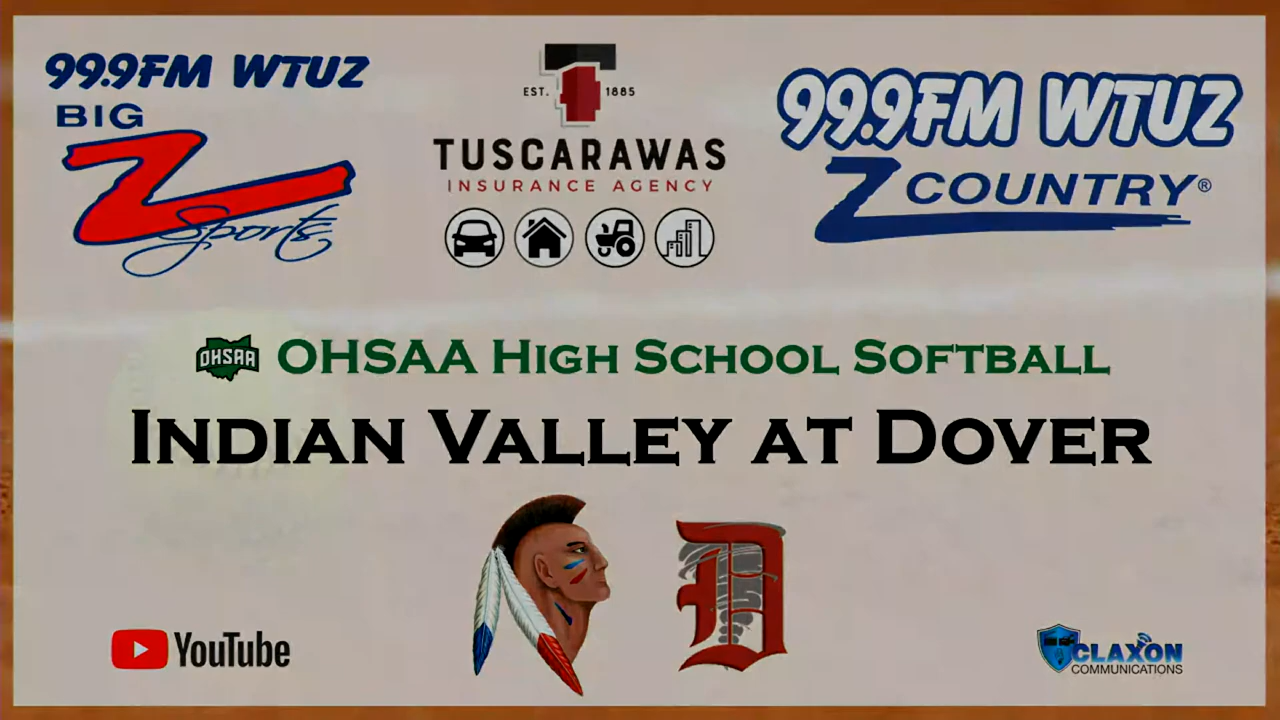 99.9FM WTUZ
BIG
Z
Sports
EST. 1885
TUSCARAWAS
INSURANCE AGENCY
99.9FM WTUZ
Z COUNTRY®
OHSAA OHSAA HIGH SCHOOL SOFTBALL
INDIAN VALLEY AT DOVER
D
YouTube
CLAXON
COMMUNICATIONS